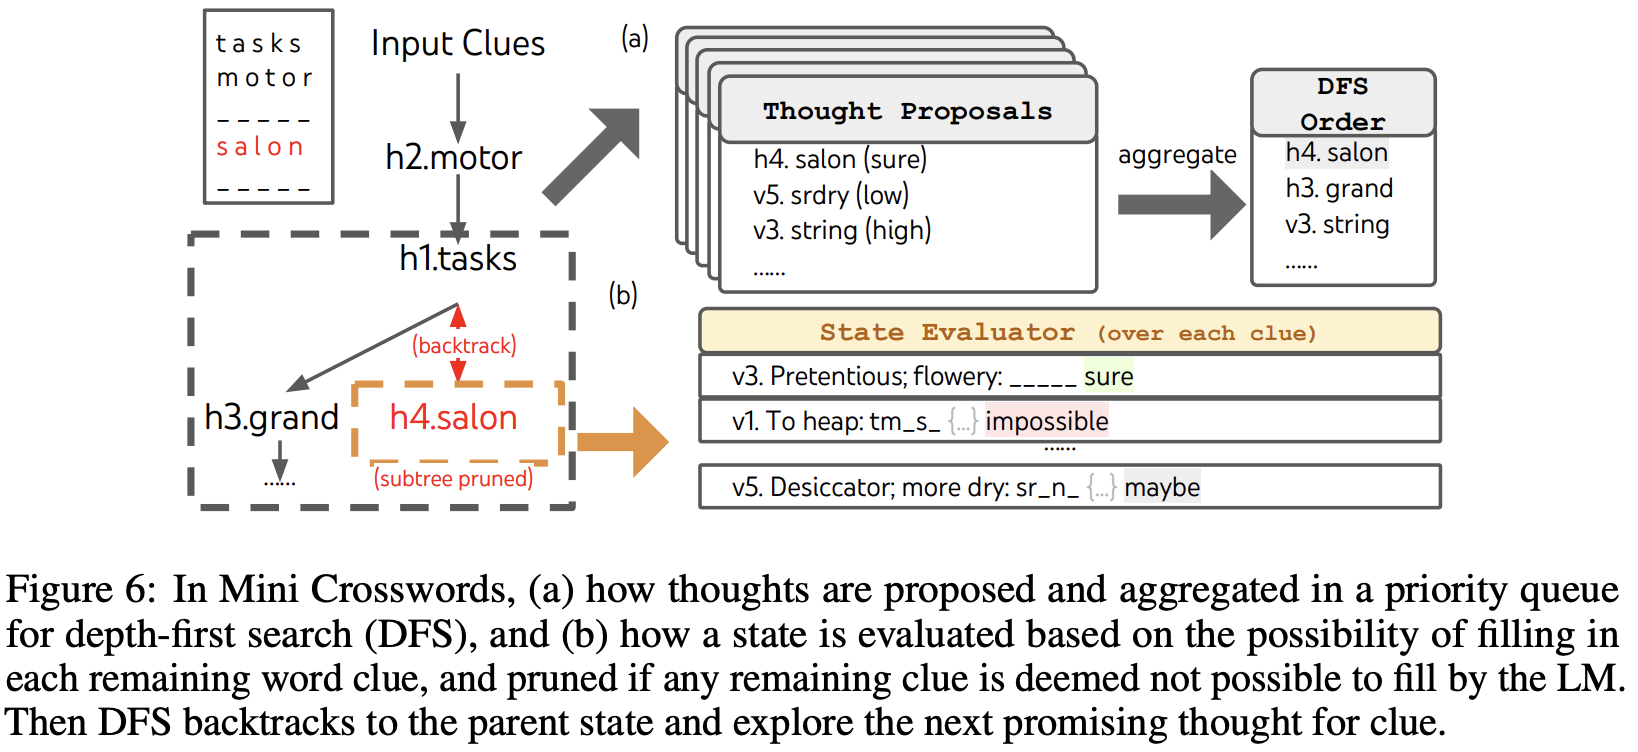 t a s k s
m o t o r
_ _ _ _ _
s a l o n
_ _ _ _ _
Input Clues
h2.motor
h1.tasks
(backtrack)
h3.grand
h4.salon
......
(subtree pruned)
(a)
Thought Proposals
h4. salon (sure)
v5. srdry (low)
v3. string (high)
......
aggregate
DFS
Order
h4. salon
h3. grand
v3. string
......
(b)
State Evaluator (over each clue)
v3. Pretentious; flowery: _____ sure
v1. To heap: tm_s_ {...} impossible
......
v5. Desiccator; more dry: sr_n_ {...} maybe
Figure 6: In Mini Crosswords, (a) how thoughts are proposed and aggregated in a priority queue
for depth-first search (DFS), and (b) how a state is evaluated based on the possibility of filling in
each remaining word clue, and pruned if any remaining clue is deemed not possible to fill by the LM.
Then DFS backtracks to the parent state and explore the next promising thought for clue.